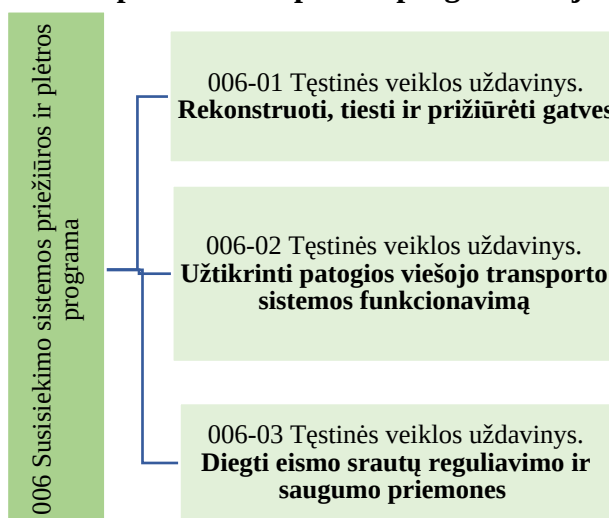 006 Susisiekimo sistemos priežiūros ir plėtros
programa
006-01 Tęstinės veiklos uždavinys.
Rekonstruoti, tiesti ir prižiūrėti gatves
006-02 Tęstinės veiklos uždavinys.
Užtikrinti patogios viešojo transporto
sistemos funkcionavimą
006-03 Tęstinės veiklos uždavinys.
Diegti eismo srautų reguliavimo ir
saugumo priemones